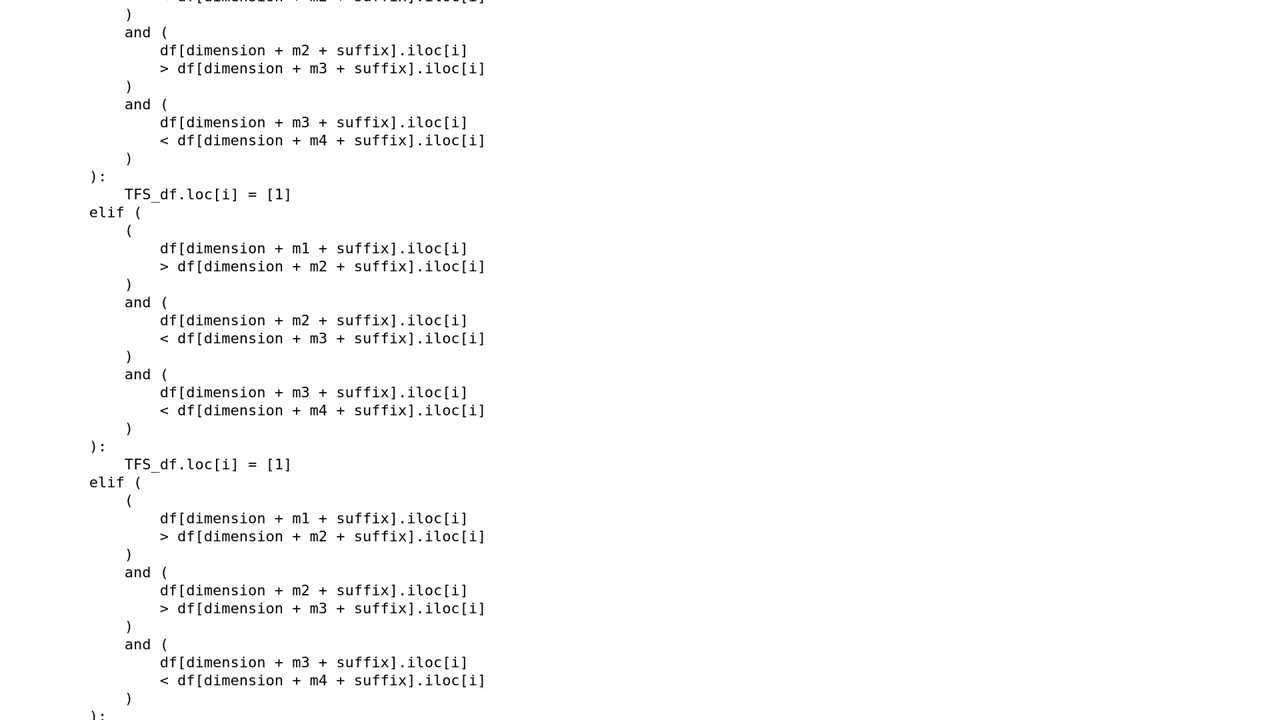 )
and (
df[dimension + m2 + suffix].iloc[i]
> df[dimension + m3 + suffix].iloc[i]
)
and (
df[dimension + m3 + suffix].iloc[i]
< df[dimension + m4 + suffix].iloc[i]
)
):
TFS_df.loc[i] = [1]
elif (
(
df[dimension + m1 + suffix].iloc[i]
> df[dimension + m2 + suffix].iloc[i]
)
and (
df[dimension + m2 + suffix].iloc[i]
< df[dimension + m3 + suffix].iloc[i]
)
and (
df[dimension + m3 + suffix].iloc[i]
< df[dimension + m4 + suffix].iloc[i]
)
):
TFS_df.loc[i] = [1]
elif (
(
df[dimension + m1 + suffix].iloc[i]
> df[dimension + m2 + suffix].iloc[i]
)
and (
df[dimension + m2 + suffix].iloc[i]
> df[dimension + m3 + suffix].iloc[i]
)
and (
df[dimension + m3 + suffix].iloc[i]
< df[dimension + m4 + suffix].iloc[i]
)
):